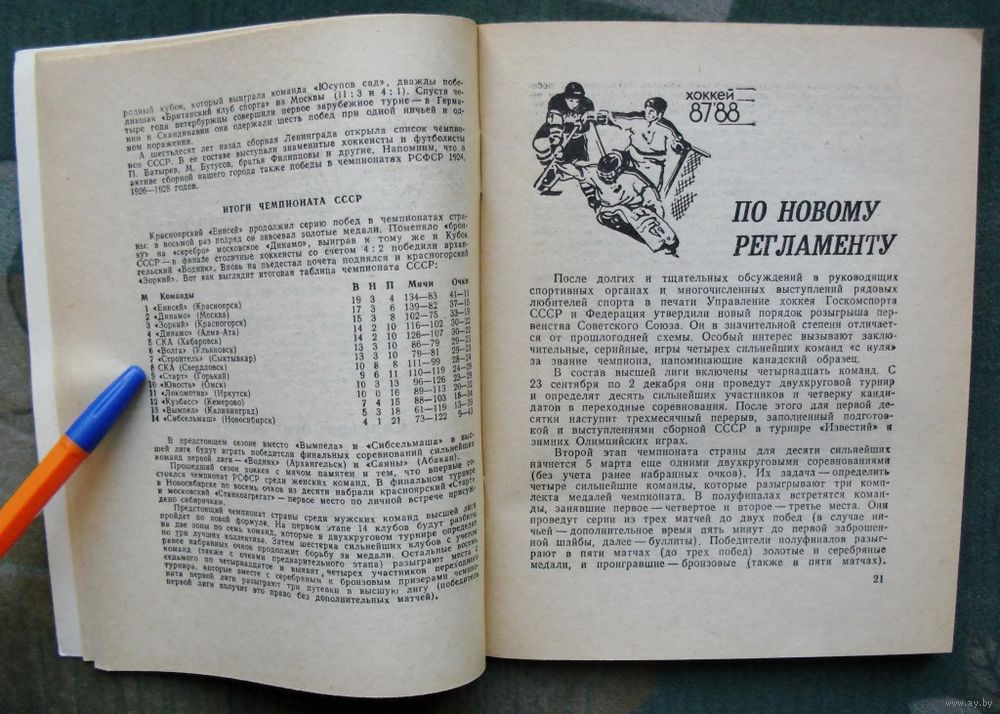 родный кубок, который выиграла команда «Юсупов сад», дважды побе-
дившая «Британский клуб спорта» из Москвы (11 : 3 и 4 : 1). Спустя че-
тыре года петербуржцы совершили первое зарубежное турне — в Герма-
нии и Скандинавии они одержали шесть побед при одной ничьей и од-
ном поражении.
А шестьдесят лет назад сборная Ленинграда открыла список чемпио-
нов СССР. В ее составе выступали знаменитые хоккеисты и футболисты
П. Батырев, М. Бутусов, братья Филипповы и другие. Напомним, что в
активе сборной нашего города также победы в чемпионатах РСФСР 1924,
1926—1928 годов.
ИТОГИ ЧЕМПИОНАТА СССР
Красноярский «Енисей» продолжил серию побед в чемпионатах стра-
ны: в восьмой раз подряд он завоевал золотые медали. Поменяло «брон-
зу» на «серебро» московское «Динамо», выиграв к тому же и Кубок
СССР — в финале столичные хоккеисты со счетом 4 : 2 победили архан-
гельский «Водник». Вновь на пьедестал почета поднялся и красногорский
«Зоркий». Вот как выглядит итоговая таблица чемпионата СССР:
М Команды В Н П Мячи Очки
1 «Енисей» (Красноярск) 19 3 4 134—83 41—11
2 «Динамо» (Москва) 17 3 6 139—82 37—15
3 «Зоркий» (Красногорск) 15 3 8 102—75 33—19
4 «Динамо» (Алма-Ата) 14 2 10 116—102 30—22
5 СКА (Хабаровск) 14 2 10 126—107 30—22
6 «Волга» (Ульяновск) 13 3 10 86—79 29—23
7 «Строитель» (Сыктывкар) 13 3 10 79—81 29—23
8 СКА (Свердловск) 10 8 8 111—99 28—24
9 «Старт» (Горький) 9 6 11 110—119 24—28
10 «Юность» (Омск) 10 3 13 96—126 23—29
11 «Локомотив» (Иркутск) 10 0 16 89—113 20—32
12 «Кузбасс» (Кемерово) 7 4 15 88—103 18—34
13 «Вымпел» (Калининград) 5 3 18 61—119 13—39
14 «Сибсельмаш» (Новосибирск) 4 1 21 73—122 9—43
В предстоящем сезоне вместо «Вымпела» и «Сибсельмаша» в выс-
шей лиге будут играть победители финальных соревнований сильнейших
команд первой лиги — «Водник» (Архангельск) и «Саяны» (Абакан).
Прошедший сезон хоккея с мячом памятен и тем, что впервые со-
стоялся чемпионат РСФСР среди женских команд. В финальном турнире
в Новосибирске по восемь очков из десяти набрали красноярский «Старт»
и московский «Станкоагрегат» — первое место по личной встрече присуж-
дено сибирячкам.
Предстоящий чемпионат страны среди мужских команд высшей лиги
пройдет по новой формуле. На первом этапе 14 клубов будут разбиты
на две зоны по семь команд, которые в двухкруговом турнире определят
по три лучших коллектива. Затем шестерка сильнейших клубов с учетом
ранее набранных очков продолжит борьбу за медали. Остальные восемь
команд (также с очками предварительного этапа) разыграют места с
седьмого по четырнадцатое и выявят четырех участников переходного
турнира, которые вместе с серебряным и бронзовым призерами чемпио-
ната первой лиги разыграют три путевки в высшую лигу (победитель
первой лиги получит это право без дополнительных матчей).
хоккей
87'88
ПО НОВОМУ
РЕГЛАМЕНТУ
После долгих и тщательных обсуждений в руководящих
спортивных органах и многочисленных выступлений рядовых
любителей спорта в печати Управление хоккея Госкомспорта
СССР и Федерация утвердили новый порядок розыгрыша пер-
венства Советского Союза. Он в значительной степени отличает-
ся от прошлогодней схемы. Особый интерес вызывают заклю-
чительные, серийные, игры четырех сильнейших команд «с нуля»
за звание чемпиона, напоминающие канадский образец.
В состав высшей лиги включены четырнадцать команд. С
23 сентября по 2 декабря они проведут двухкруговой турнир
и определят десять сильнейших участников и четверку канди-
датов в переходные соревнования. После этого для первой де-
сятки наступит трехмесячный перерыв, заполненный подготов-
кой и выступлениями сборной СССР в турнире «Известий» и
зимних Олимпийских играх.
Второй этап чемпионата страны для десяти сильнейших
начнется 5 марта еще одними двухкруговыми соревнованиями
(без учета ранее набранных очков). Их задача — определить
четыре сильнейшие команды, которые разыгрывают три ком-
плекта медалей чемпионата. В полуфиналах встретятся коман-
ды, занявшие первое — четвертое и второе — третье места. Они
проведут серии из трех матчей до двух побед (в случае ни-
чьей — дополнительное время пять минут до первой заброшен-
ной шайбы, далее — буллиты). Победители полуфиналов разыг-
рают в пяти матчах (до трех побед) золотые и серебряные
медали, и проигравшие — бронзовые (также в пяти матчах).
21
www.ay.by